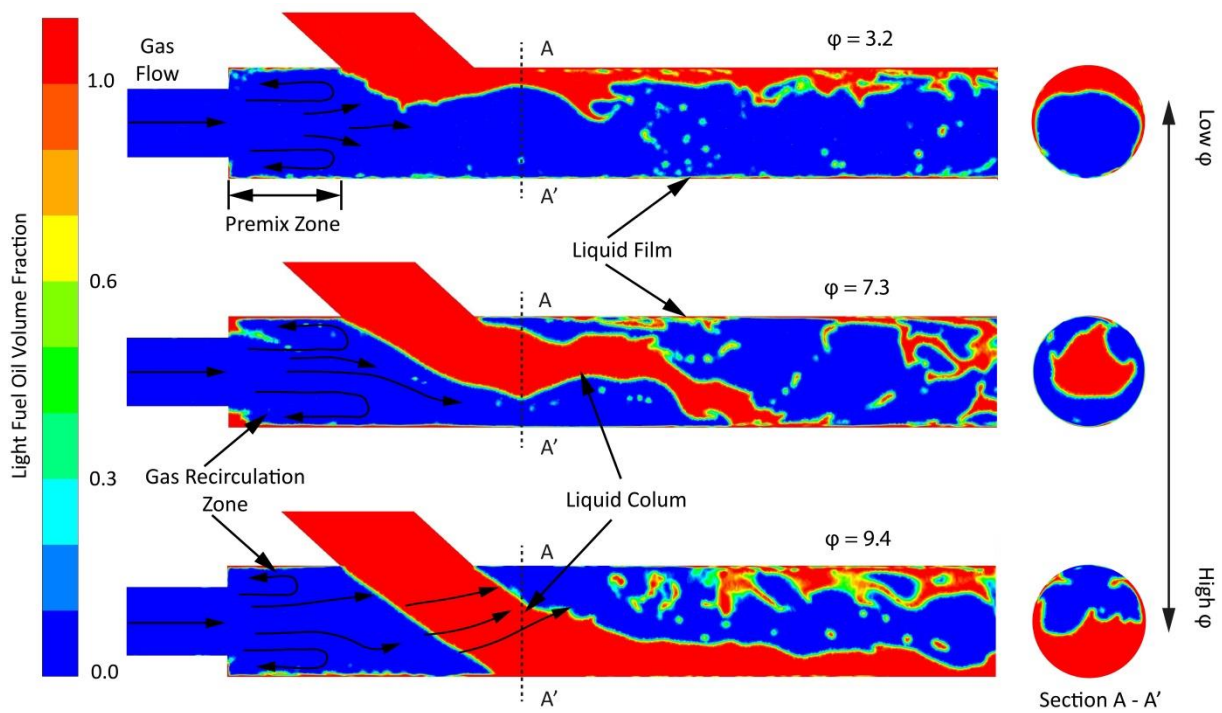 Gas
Flow
A
φ = 3.2
1.0
Low φ
A'
Premix Zone
Liquid Film
Light Fuel Oil Volume Fraction
0.6
A
φ = 7.3
A'
0.3
Gas Recirculation
Zone
Liquid Colum
A
φ = 9.4
High φ
0.0
A'
Section A - A'